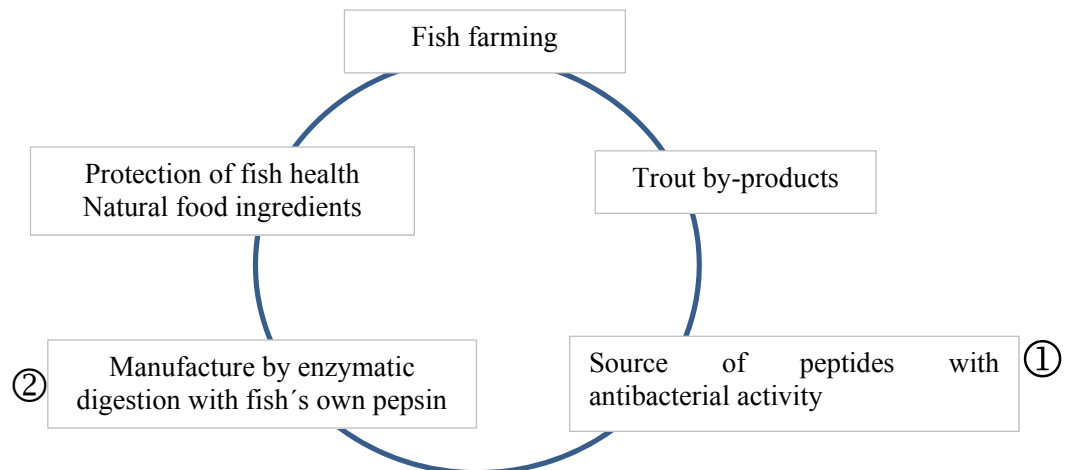 Fish farming
Protection of fish health
Natural food ingredients
Trout by-products
② Manufacture by enzymatic
digestion with fish´s own pepsin
Source of peptides with ①
antibacterial activity